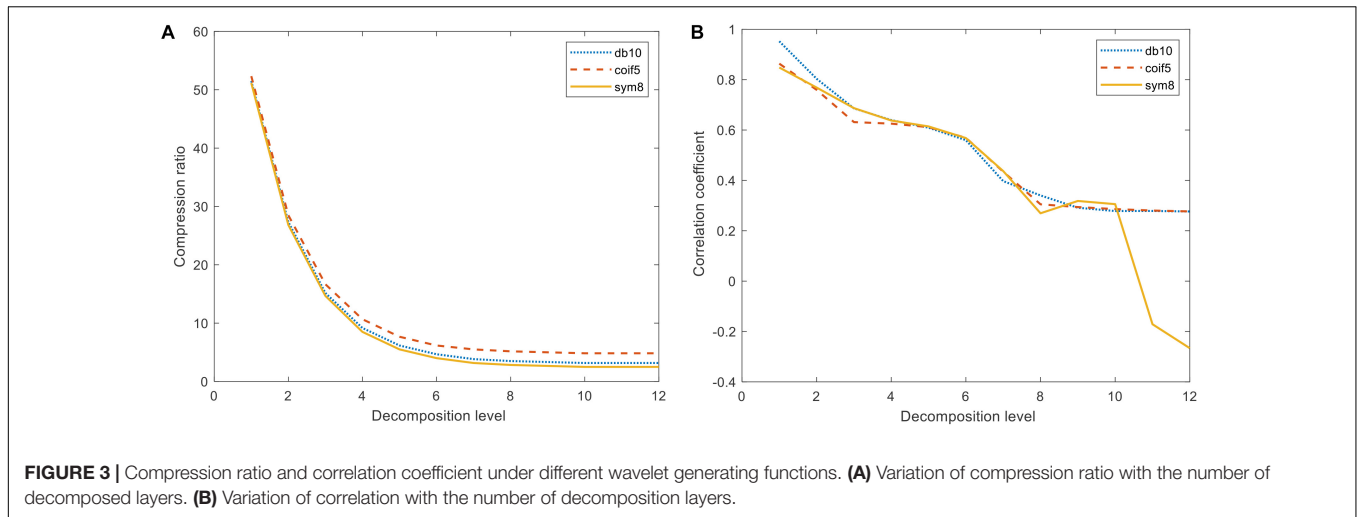 A
60
50
40
30
20
10
0
Compression ratio
db10
coif5
sym8
0 2 4 6 8 10 12
Decomposition level
B
1
0.8
0.6
0.4
0.2
0
-0.2
-0.4
Correlation coefficient
db10
coif5
sym8
0 2 4 6 8 10 12
Decomposition level
FIGURE 3 | Compression ratio and correlation coefficient under different wavelet generating functions. (A) Variation of compression ratio with the number of
decomposed layers. (B) Variation of correlation with the number of decomposition layers.